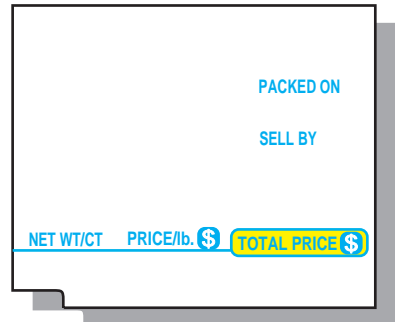 PACKED ON
SELL BY
NET WT/CT PRICE/lb. $ TOTAL PRICE $